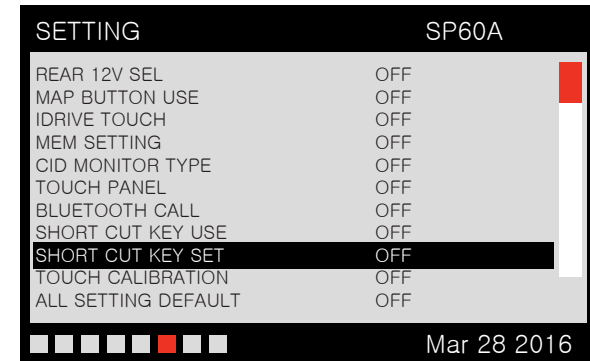 SETTING SP60A
REAR 12V SEL OFF
MAP BUTTON USE OFF
IDRIVE TOUCH OFF
MEM SETTING OFF
CID MONITOR TYPE OFF
TOUCH PANEL OFF
BLUETOOTH CALL OFF
SHORT CUT KEY USE OFF
SHORT CUT KEY SET OFF
TOUCH CALIBRATION OFF
ALL SETTING DEFAULT OFF
Mar 28 2016